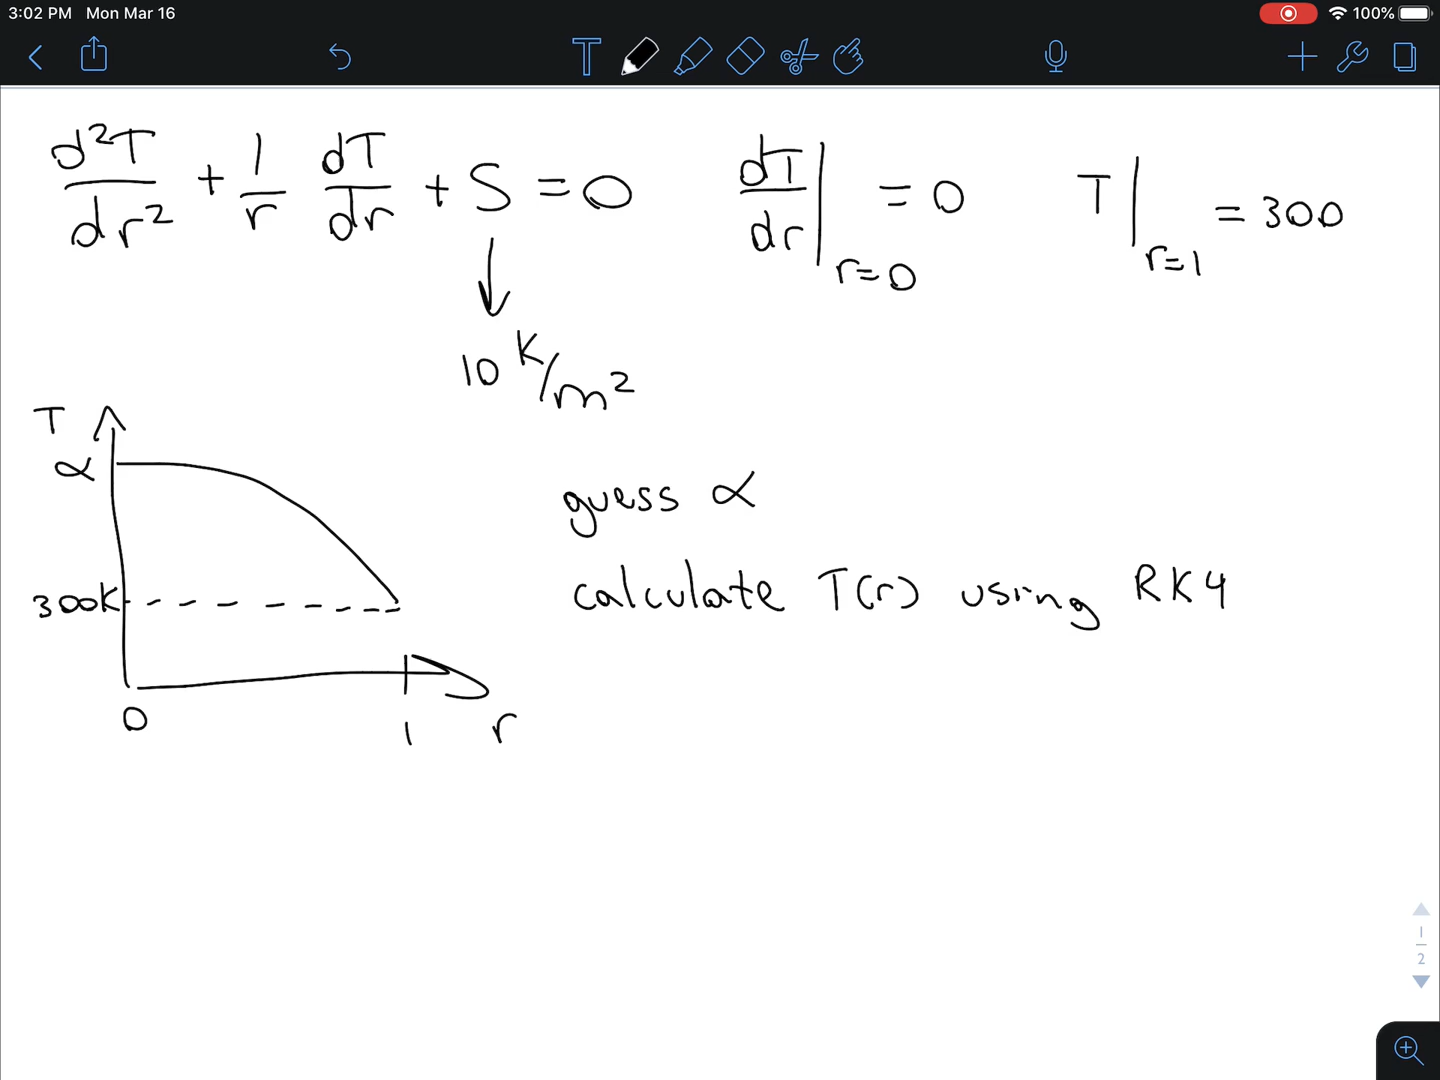 3:02 PM Mon Mar 16 100%
T
d²T/dr² + 1/r dT/dr + S = 0 dT/dr|r=0 = 0 T|r=1 = 300
10 K/m²
T
α
guess α
calculate T(r) using RK4
300K
0 1 r
1
2